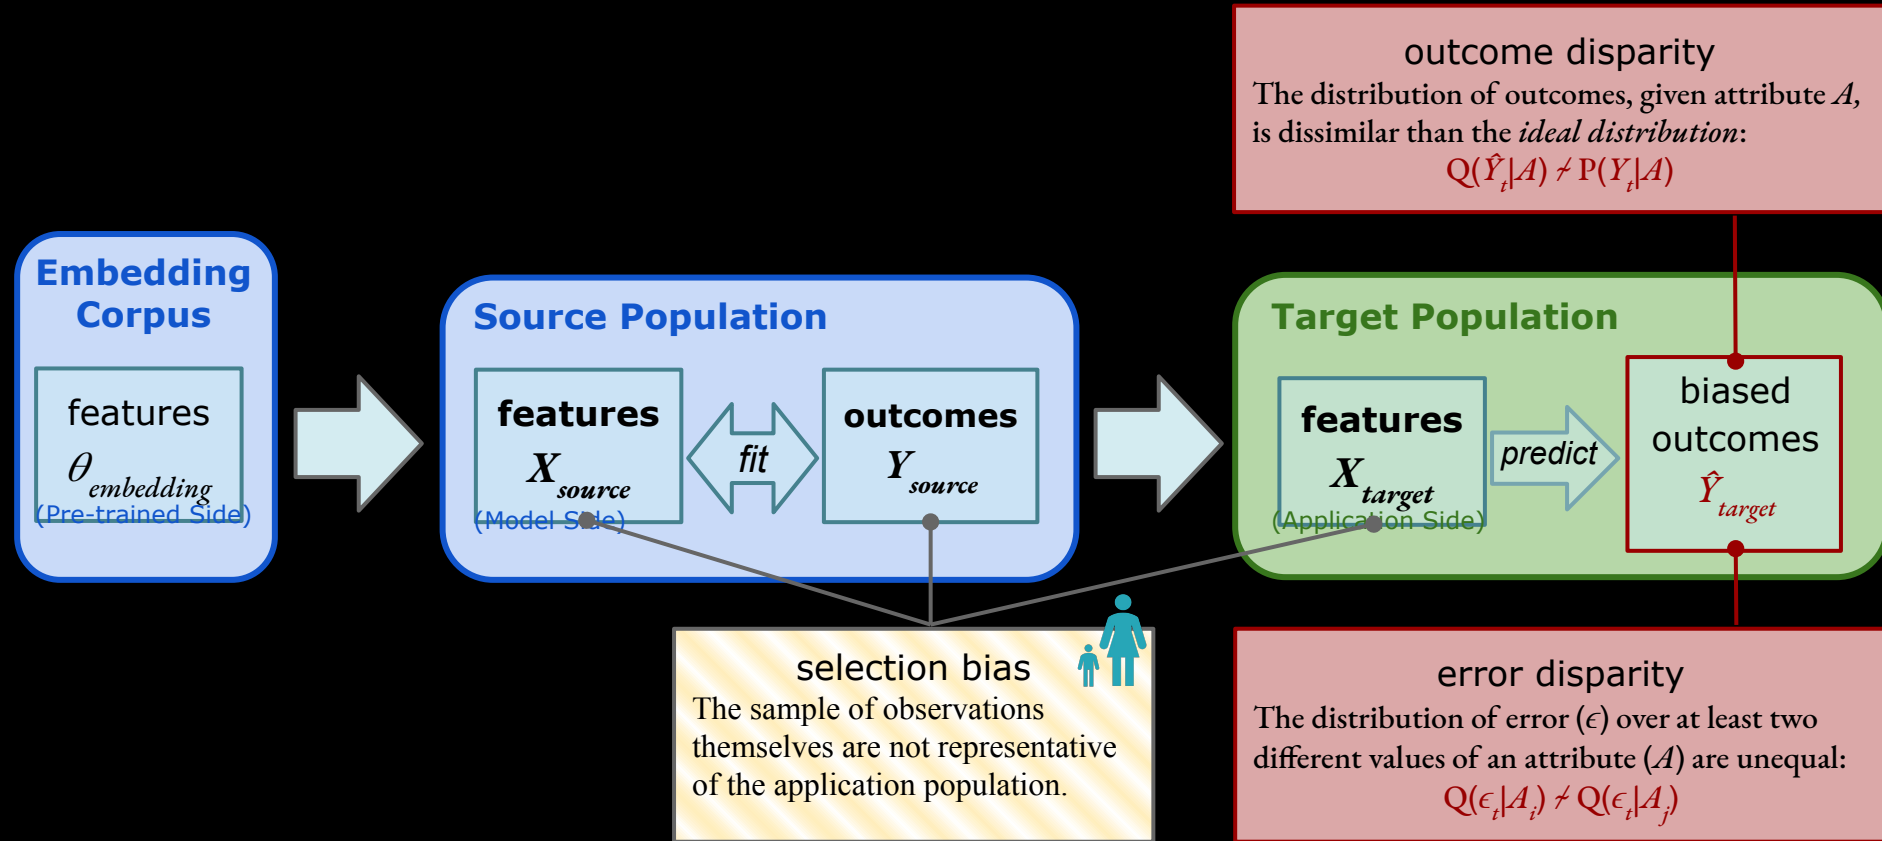 outcome disparity
The distribution of outcomes, given attribute A,
is dissimilar than the ideal distribution:
Q(Ŷt|A) ≁ P(Yt|A)
Embedding
Corpus
features
θembedding
(Pre-trained Side)
Source Population
features
Xsource
(Model Side)
fit
outcomes
Ysource
Target Population
features
Xtarget
(Application Side)
predict
biased
outcomes
Ŷtarget
selection bias
The sample of observations
themselves are not representative
of the application population.
error disparity
The distribution of error (ϵ) over at least two
different values of an attribute (A) are unequal:
Q(ϵt|Ai) ≁ Q(ϵt|Aj)